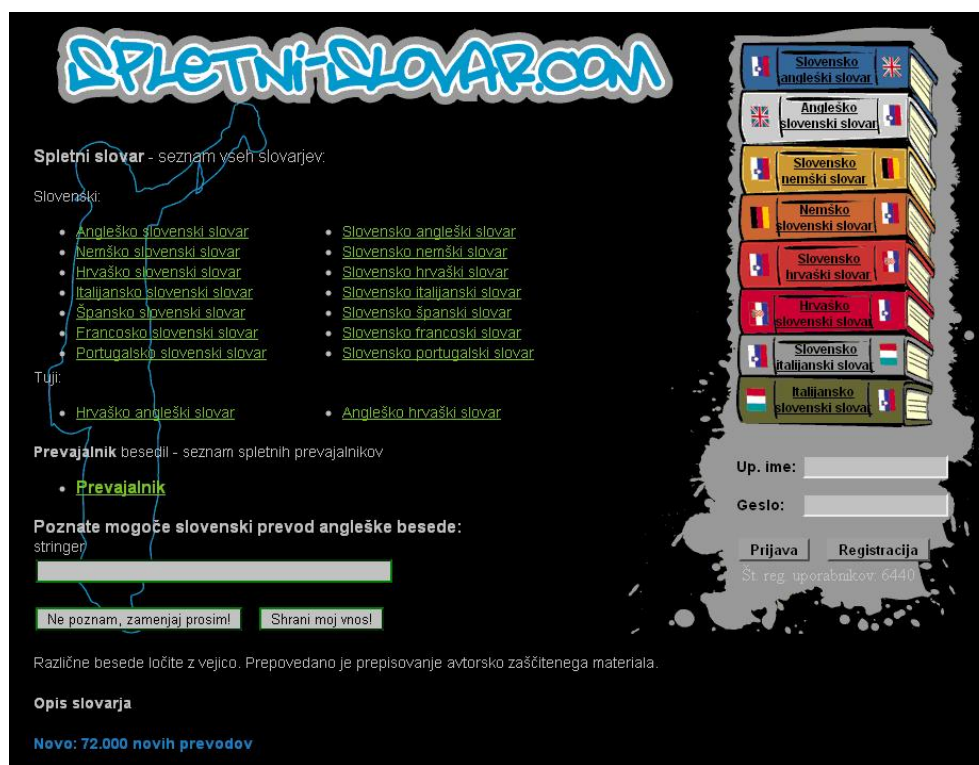 SPLETNI-SLOVAR.COM
Spletni slovar - seznam vseh slovarjev:
Slovenski:
Angleško slovenski slovar
Nemško slovenski slovar
Hrvaško slovenski slovar
Italijansko slovenski slovar
Špansko slovenski slovar
Francosko slovenski slovar
Portugalsko slovenski slovar
Slovensko angleški slovar
Slovensko nemški slovar
Slovensko hrvaški slovar
Slovensko italijanski slovar
Slovensko španski slovar
Slovensko francoski slovar
Slovensko portugalski slovar
Tuji:
Hrvaško angleški slovar
Angleško hrvaški slovar
Prevajalnik besedil - seznam spletnih prevajalnikov
Prevajalnik
Poznate mogoče slovenski prevod angleške besede:
stringer
Ne poznam, zamenjaj prosim!
Shrani moj vnos!
Različne besede ločite z vejico. Prepovedano je prepisovanje avtorsko zaščitenega materiala.
Opis slovarja
Novo: 72.000 novih prevodov
Slovensko
angleški slovar
Angleško
slovenski slovar
Slovensko
nemški slovar
Nemško
slovenski slovar
Slovensko
hrvaški slovar
Hrvaško
slovenski slovar
Slovensko
italijanski slovar
Italijansko
slovenski slovar
Up. ime:
Geslo:
Prijava
Registracija
Št. reg. uporabnikov: 6440